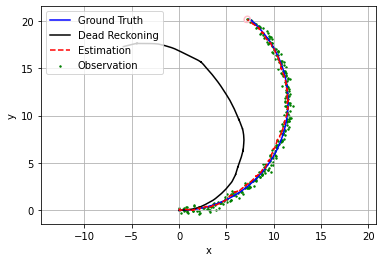 Ground Truth
Dead Reckoning
Estimation
Observation
20
15
10
5
0
y
−10
−5
0
5
10
15
20
x